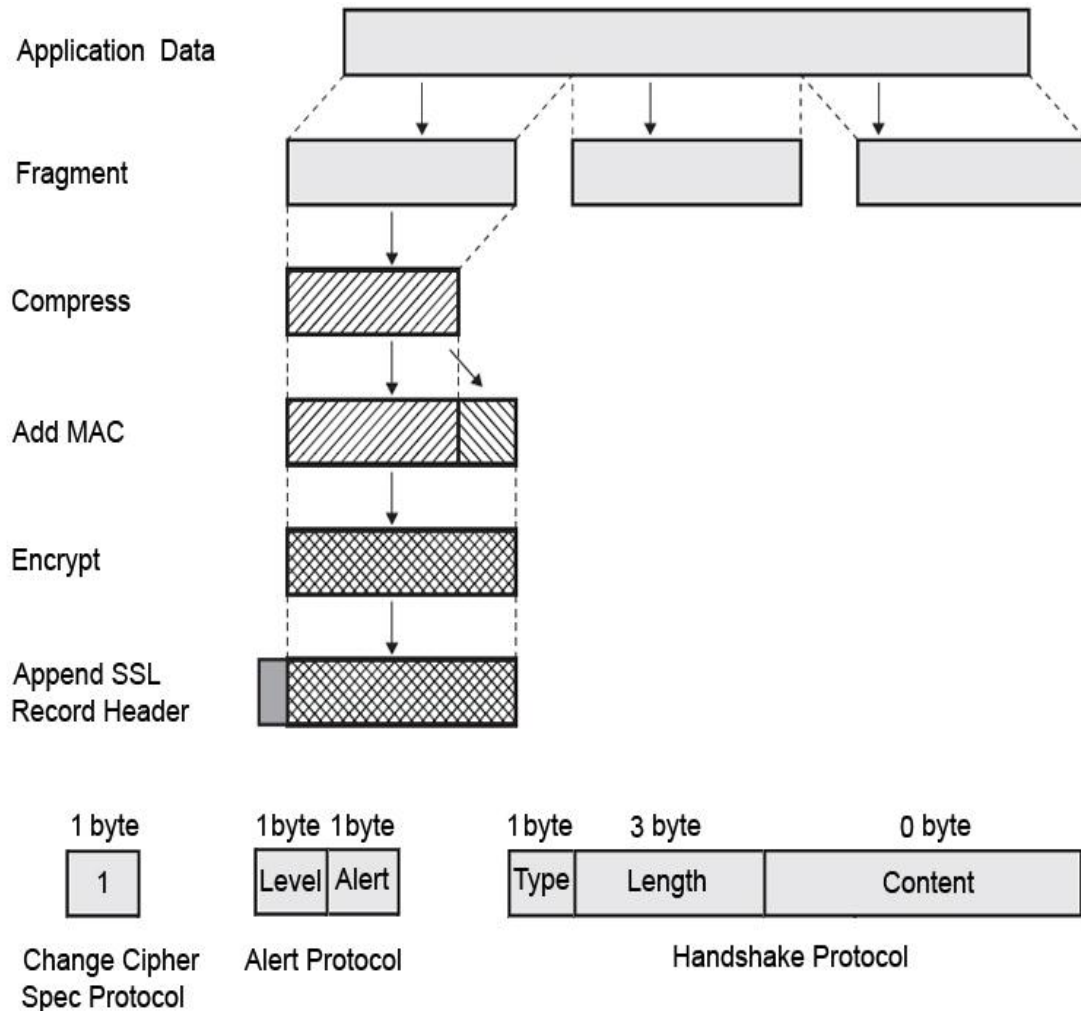 Application Data
Fragment
Compress
Add MAC
Encrypt
Append SSL
Record Header
1 byte
1byte 1byte
1byte 3 byte 0 byte
1
Level Alert
Type Length Content
Change Cipher
Spec Protocol
Alert Protocol
Handshake Protocol